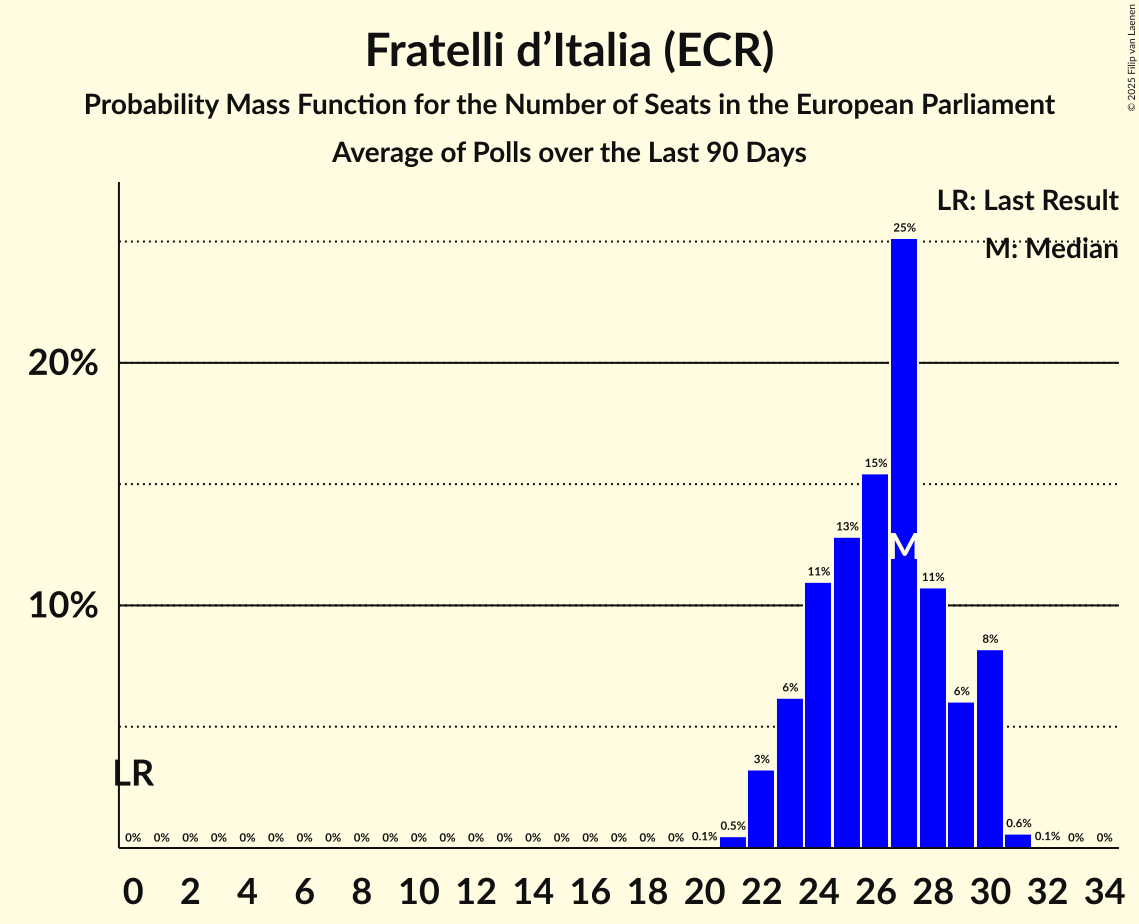 Fratelli d’Italia (ECR)
Probability Mass Function for the Number of Seats in the European Parliament
Average of Polls over the Last 90 Days
© 2025 Filip van Laenen
LR: Last Result
M: Median
25%
20%
15%
M
13%
11%
11%
10%
8%
6%
6%
3%
LR
0% 0% 0% 0% 0% 0% 0% 0% 0% 0% 0% 0% 0% 0% 0% 0% 0% 0% 0% 0% 0.1% 0.5% 0.6% 0.1% 0% 0%
0 2 4 6 8 10 12 14 16 18 20 22 24 26 28 30 32 34